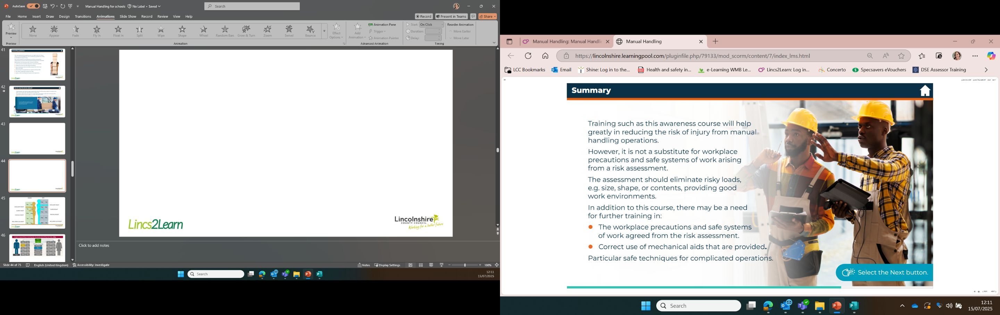 AutoSave
Manual Handling for schools
No Label • Saved
Search
File Home Insert Draw Design Transitions Animations Slide Show Record Review View Help
Record
Present in Teams
Share
Preview
None Appear Fade Fly In Float In Split Wipe Shape Wheel Random Bars Grow & Turn Zoom Swivel Bounce
Effect
Options
Add
Animation
Animation Pane
Trigger
Animation Painter
Start: On Click
Duration:
Delay:
Reorder Animation
Move Earlier
Move Later
Preview
Animation
Advanced Animation
Timing
41
42
43
44
45
46
Lincs2Learn
Lincolnshire
COUNTY COUNCIL
Working for a better future
Click to add notes
Slide 44 of 75
English (United Kingdom)
Accessibility: Investigate
Notes
Display Settings
100%
Search
12:11
15/07/2025
Manual Handling: Manual Handlin
Manual Handling
https://lincolnshire.learningpool.com/pluginfile.php/79133/mod_scorm/content/7/index_lms.html
LCC Bookmarks
Email
Shine: Log in to the...
Health and safety in...
e-Learning WMB Le...
Lincs2Learn: Log in...
Concerto
Specsavers eVouchers
DSE Assessor Training
Summary
Training such as this awareness course will help
greatly in reducing the risk of injury from manual
handling operations.
However, it is not a substitute for workplace
precautions and safe systems of work arising
from a risk assessment.
The assessment should eliminate risky loads,
e.g. size, shape, or contents, providing good
work environments.
In addition to this course, there may be a need
for further training in:
• The workplace precautions and safe systems
of work agreed from the risk assessment.
• Correct use of mechanical aids that are provided.
Particular safe techniques for complicated operations.
Select the Next button.
Search
12:11
15/07/2025